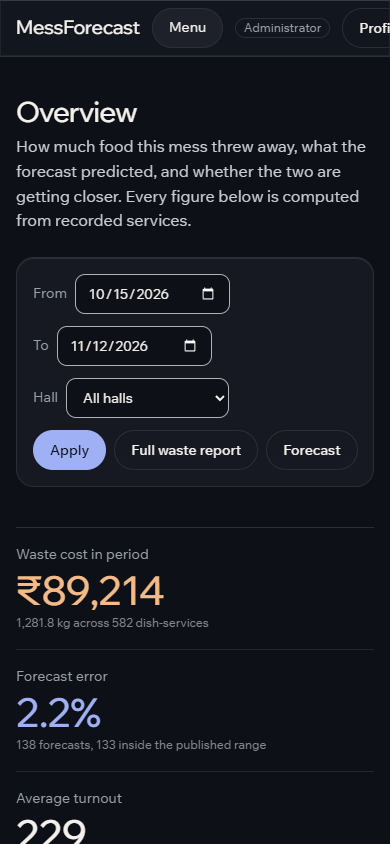 MessForecast
Menu
Administrator
Profi
Overview
How much food this mess threw away, what the
forecast predicted, and whether the two are
getting closer. Every figure below is computed
from recorded services.
From 10/15/2026
To 11/12/2026
Hall All halls
Apply
Full waste report
Forecast
Waste cost in period
₹89,214
1,281.8 kg across 582 dish-services
Forecast error
2.2%
138 forecasts, 133 inside the published range
Average turnout
229